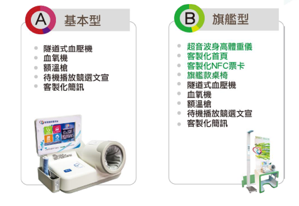 A 基本型
• 隧道式血壓機
• 血氧機
• 額溫槍
• 待機播放競選文宣
• 客製化簡訊
B 旗艦型
• 超音波身高體重儀
• 客製化首頁
• 客製化NFC票卡
• 旗艦款桌椅
• 隧道式血壓機
• 血氧機
• 額溫槍
• 待機播放競選文宣
• 客製化簡訊